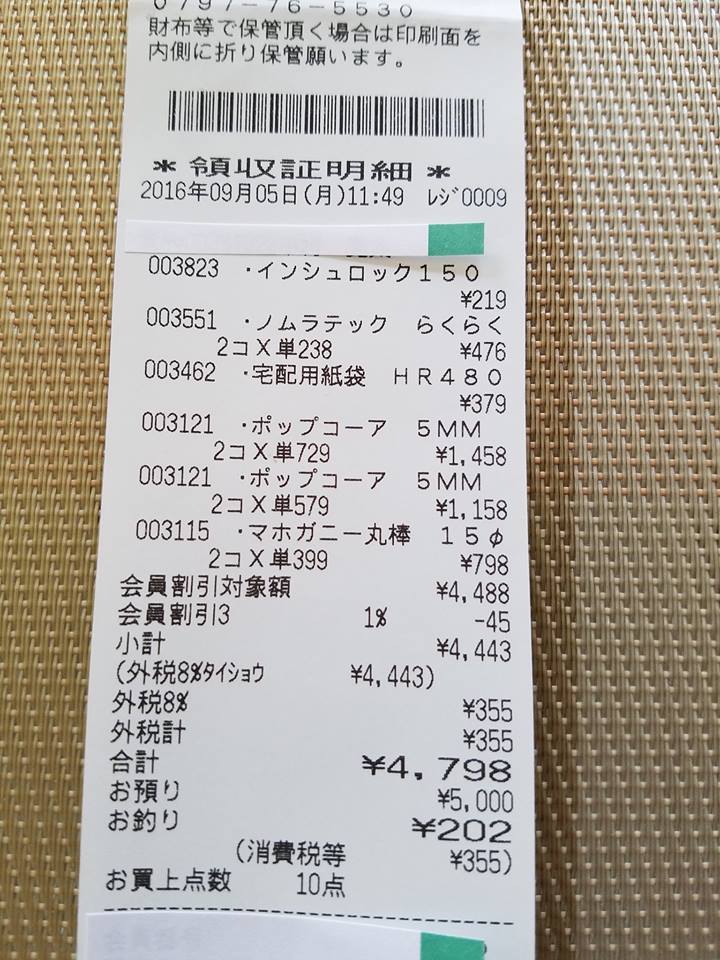 0797-76-5530
財布等で保管頂く場合は印刷面を
内側に折り保管願います。
* 領収証明細 *
2016年09月05日(月)11:49 ﾚｼﾞ0009
003823 ・インシュロック150
¥219
003551 ・ノムラテック らくらく
2コX単238 ¥476
003462 ・宅配用紙袋 HR480
¥379
003121 ・ポップコーア 5MM
2コX単729 ¥1,458
003121 ・ポップコーア 5MM
2コX単579 ¥1,158
003115 ・マホガニー丸棒 15φ
2コX単399 ¥798
会員割引対象額 ¥4,488
会員割引3 1% -45
小計 ¥4,443
(外税8%ﾀｲｼｮｳ ¥4,443)
外税8% ¥355
外税計 ¥355
合計 ¥4,798
お預り ¥5,000
お釣り ¥202
(消費税等 ¥355)
お買上点数 10点